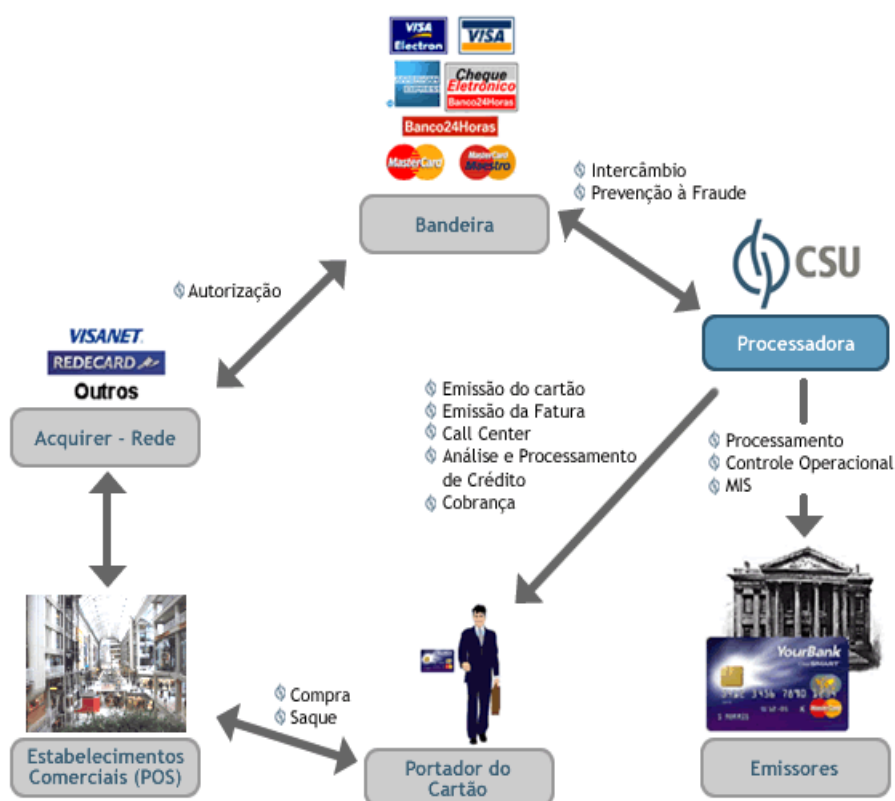 VISA
Electron
VISA
AMERICAN
EXPRESS
Cheque
Eletrônico
Banco24Horas
Banco24Horas
MasterCard
MasterCard
Maestro
Intercâmbio
Prevenção à Fraude
Bandeira
CSU
Autorização
Processadora
VISANET.
REDECARD
Outros
Acquirer - Rede
Emissão do cartão
Emissão da Fatura
Call Center
Análise e Processamento
de Crédito
Cobrança
Processamento
Controle Operacional
MIS
YourBank
MasterCard
Compra
Saque
Estabelecimentos
Comerciais (POS)
Portador do
Cartão
Emissores